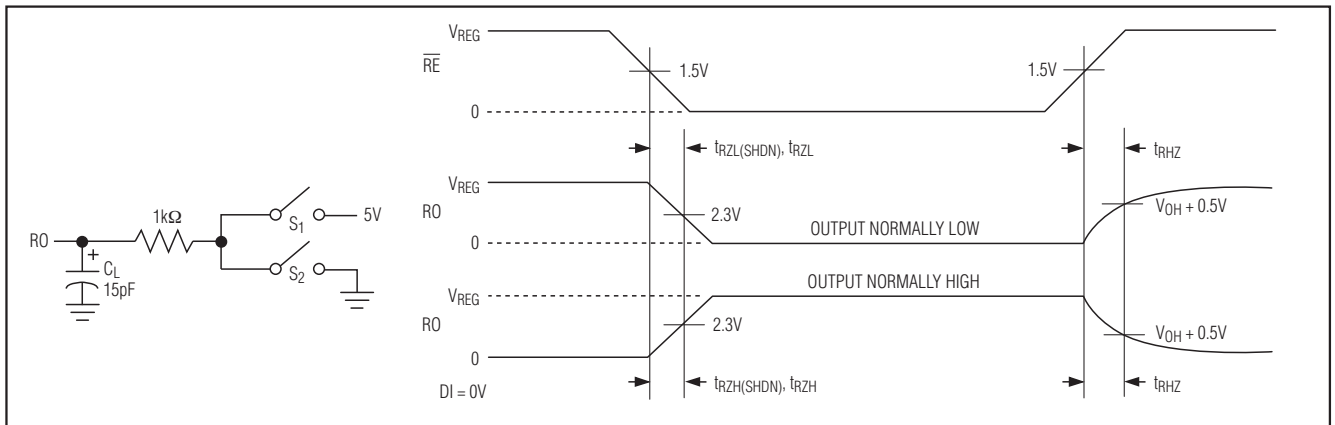 VREG
RE
0
1.5V
1.5V
tRZL(SHDN), tRZL
tRHZ
VREG
RO
0
2.3V
OUTPUT NORMALLY LOW
VOH + 0.5V
OUTPUT NORMALLY HIGH
VREG
RO
0
2.3V
VOH + 0.5V
DI = 0V
tRZH(SHDN), tRZH
tRHZ
RO
1kΩ
S1
5V
S2
+
CL
15pF